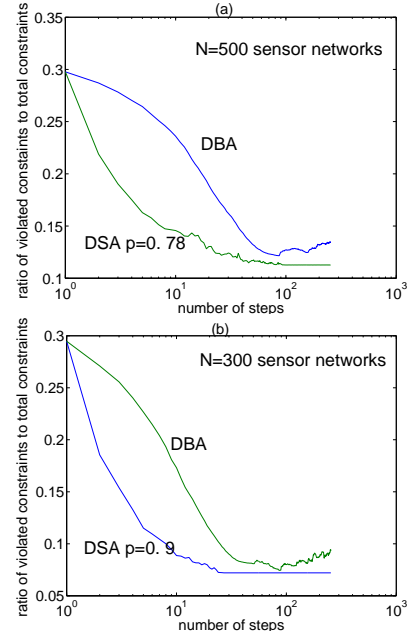 (a)
N=500 sensor networks
ratio of violated constaints to total constraints
0.35
0.3
0.25
0.2
0.15
0.1
DBA
DSA p=0. 78
10^0
10^1
10^2
10^3
number of steps
(b)
N=300 sensor networks
ratio of violated constraints to total constraints
0.3
0.25
0.2
0.15
0.1
0.05
DBA
DSA p=0. 9
10^0
10^1
10^2
10^3
number of steps